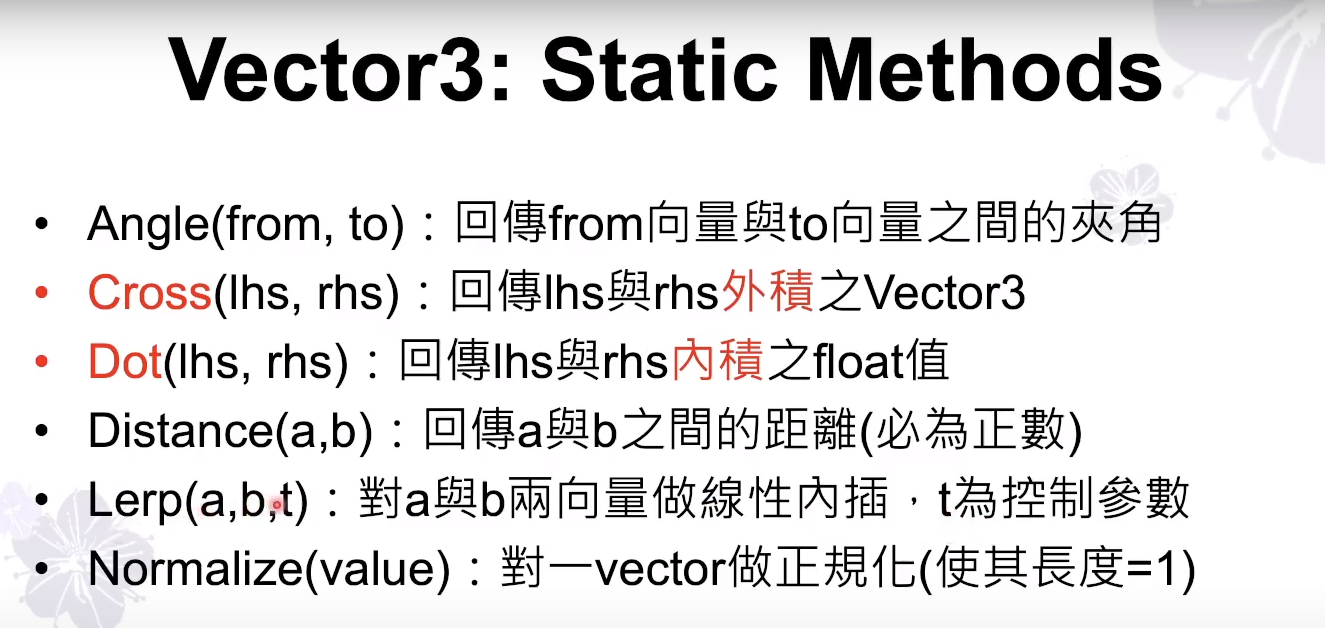 Vector3: Static Methods
• Angle(from, to)：回傳from向量與to向量之間的夾角
• Cross(lhs, rhs)：回傳lhs與rhs外積之Vector3
• Dot(lhs, rhs)：回傳lhs與rhs內積之float值
• Distance(a,b)：回傳a與b之間的距離(必為正數)
• Lerp(a,b,t)：對a與b兩向量做線性內插，t為控制參數
• Normalize(value)：對一vector做正規化(使其長度=1)